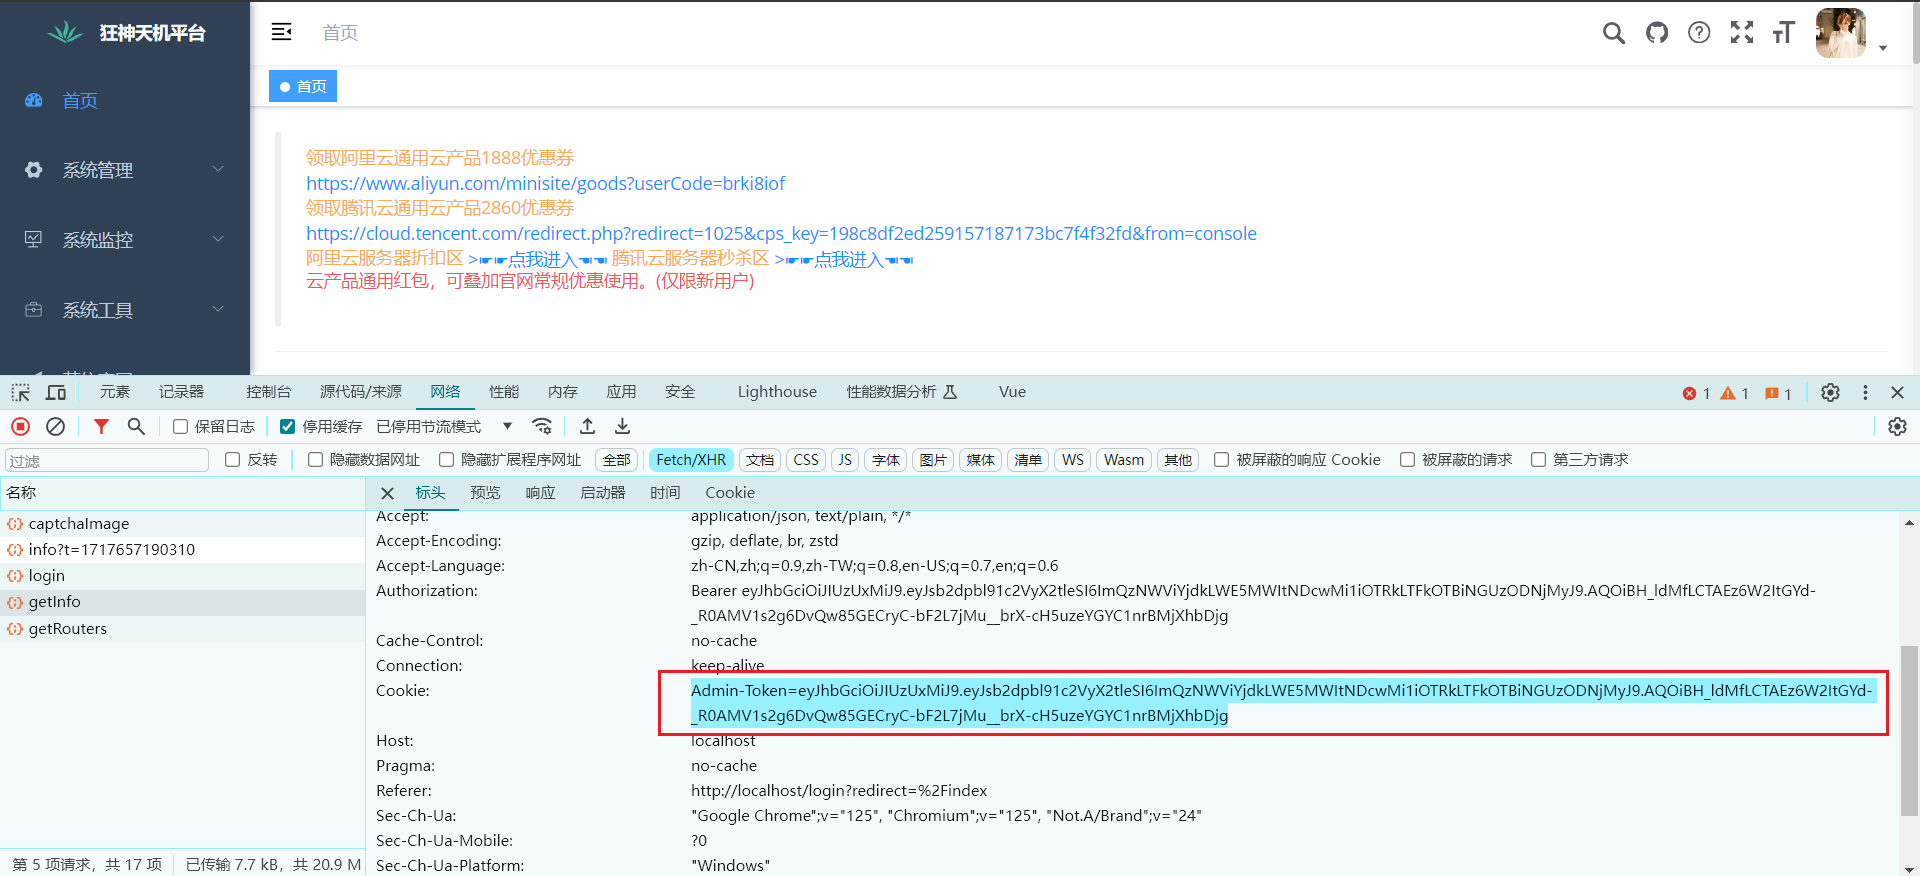 狂神天机平台
首页
首页
首页
系统管理
系统监控
系统工具
领取阿里云通用云产品1888优惠券
https://www.aliyun.com/minisite/goods?userCode=brki8iof
领取腾讯云通用云产品2860优惠券
https://cloud.tencent.com/redirect.php?redirect=1025&cps_key=198c8df2ed259157187173bc7f4f32fd&from=console
阿里云服务器折扣区 >☛☛点我进入☚☚ 腾讯云服务器秒杀区 >☛☛点我进入☚☚
云产品通用红包，可叠加官网常规优惠使用。(仅限新用户)
元素 记录器 控制台 源代码/来源 网络 性能 内存 应用 安全 Lighthouse 性能数据分析 Vue 1 1 1
保留日志 停用缓存 已停用节流模式
过滤 反转 隐藏数据网址 隐藏扩展程序网址 全部 Fetch/XHR 文档 CSS JS 字体 图片 媒体 清单 WS Wasm 其他 被屏蔽的响应 Cookie 被屏蔽的请求 第三方请求
名称
captchaImage
info?t=1717657190310
login
getInfo
getRouters
第 5 项请求，共 17 项 已传输 7.7 kB，共 20.9 M
标头 预览 响应 启动器 时间 Cookie
Accept: application/json, text/plain, */*
Accept-Encoding: gzip, deflate, br, zstd
Accept-Language: zh-CN,zh;q=0.9,zh-TW;q=0.8,en-US;q=0.7,en;q=0.6
Authorization: Bearer eyJhbGciOiJIUzUxMiJ9.eyJsb2dpbl91c2VyX2tleSI6ImQzNWViYjdkLWE5MWItNDcwMi1iOTRkLTFkOTBiNGUzODNjMyJ9.AQOiBH_ldMfLCTAEz6W2ItGYd-
_R0AMV1s2g6DvQw85GECryC-bF2L7jMu__brX-cH5uzeYGYC1nrBMjXhbDjg
Cache-Control: no-cache
Connection: keep-alive
Cookie: Admin-Token=eyJhbGciOiJIUzUxMiJ9.eyJsb2dpbl91c2VyX2tleSI6ImQzNWViYjdkLWE5MWItNDcwMi1iOTRkLTFkOTBiNGUzODNjMyJ9.AQOiBH_ldMfLCTAEz6W2ItGYd-
_R0AMV1s2g6DvQw85GECryC-bF2L7jMu__brX-cH5uzeYGYC1nrBMjXhbDjg
Host: localhost
Pragma: no-cache
Referer: http://localhost/login?redirect=%2Findex
Sec-Ch-Ua: "Google Chrome";v="125", "Chromium";v="125", "Not.A/Brand";v="24"
Sec-Ch-Ua-Mobile: ?0
Sec-Ch-Ua-Platform: "Windows"